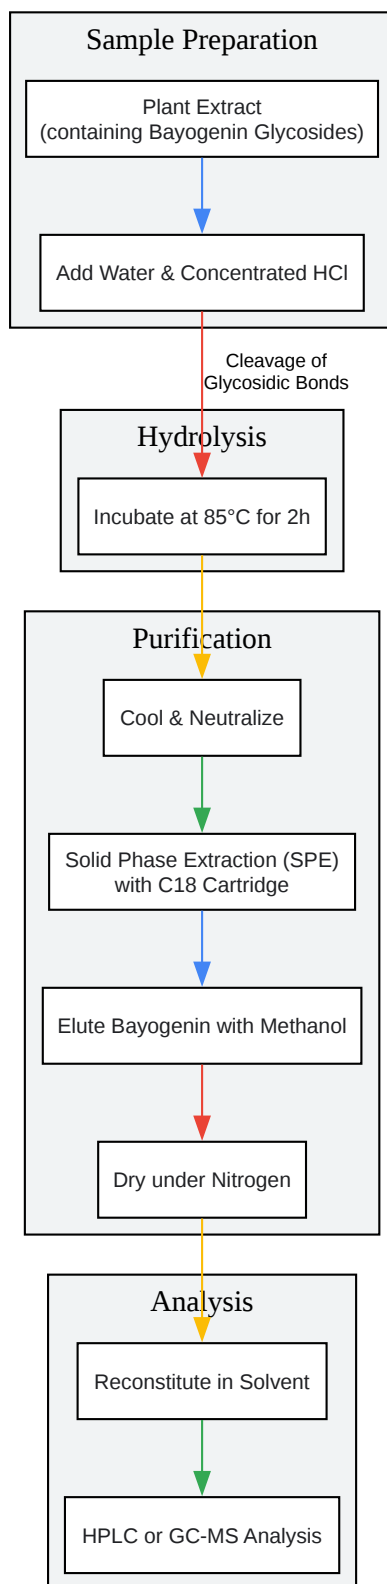 Sample Preparation
Plant Extract
(containing Bayogenin Glycosides)
Add Water & Concentrated HCl
Cleavage of
Glycosidic Bonds
Hydrolysis
Incubate at 85°C for 2h
Purification
Cool & Neutralize
Solid Phase Extraction (SPE)
with C18 Cartridge
Elute Bayogenin with Methanol
Dry under Nitrogen
Analysis
Reconstitute in Solvent
HPLC or GC-MS Analysis